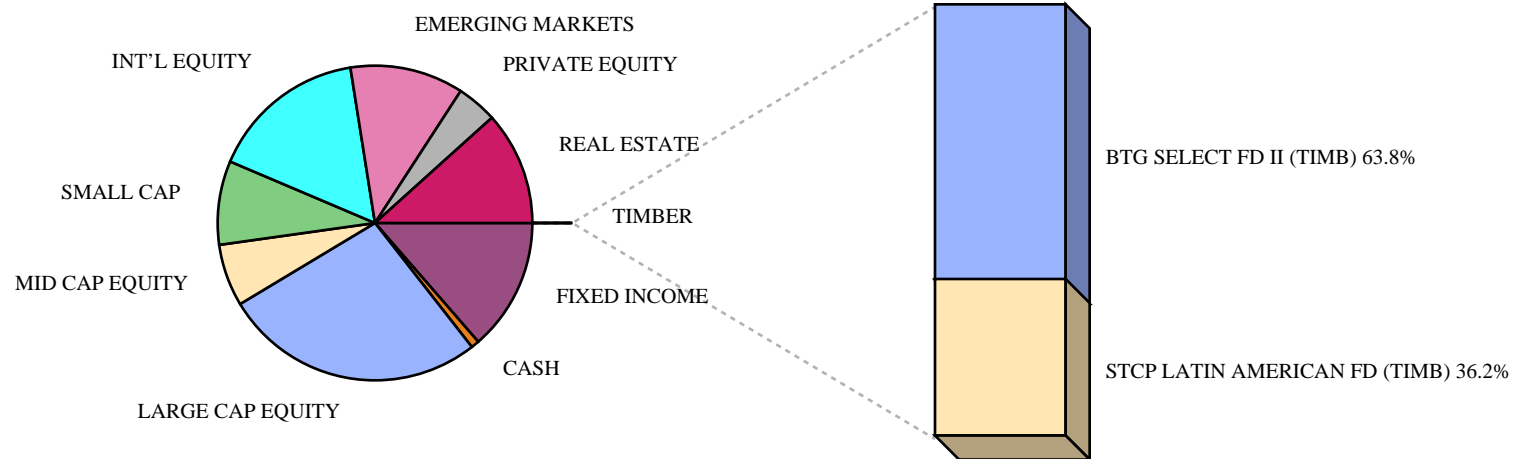 EMERGING MARKETS
INT'L EQUITY
PRIVATE EQUITY
REAL ESTATE
BTG SELECT FD II (TIMB) 63.8%
SMALL CAP
TIMBER
MID CAP EQUITY
FIXED INCOME
CASH
STCP LATIN AMERICAN FD (TIMB) 36.2%
LARGE CAP EQUITY